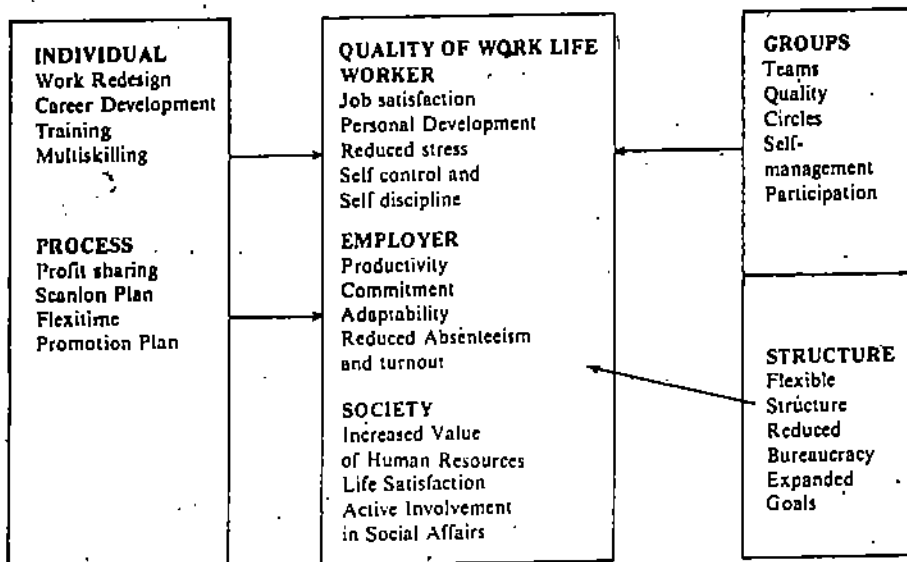 INDIVIDUAL
Work Redesign
Career Development
Training
Multiskilling
PROCESS
Profit sharing
Scanlon Plan
Flexitime
Promotion Plan
QUALITY OF WORK LIFE
WORKER
Job satisfaction
Personal Development
Reduced stress
Self control and
Self discipline
EMPLOYER
Productivity
Commitment
Adaptability
Reduced Absenteeism
and turnout
SOCIETY
Increased Value
of Human Resources
Life Satisfaction
Active Involvement
in Social Affairs
GROUPS
Teams
Quality
Circles
Self-
management
Participation
STRUCTURE
Flexible
Structure
Reduced
Bureaucracy
Expanded
Goals